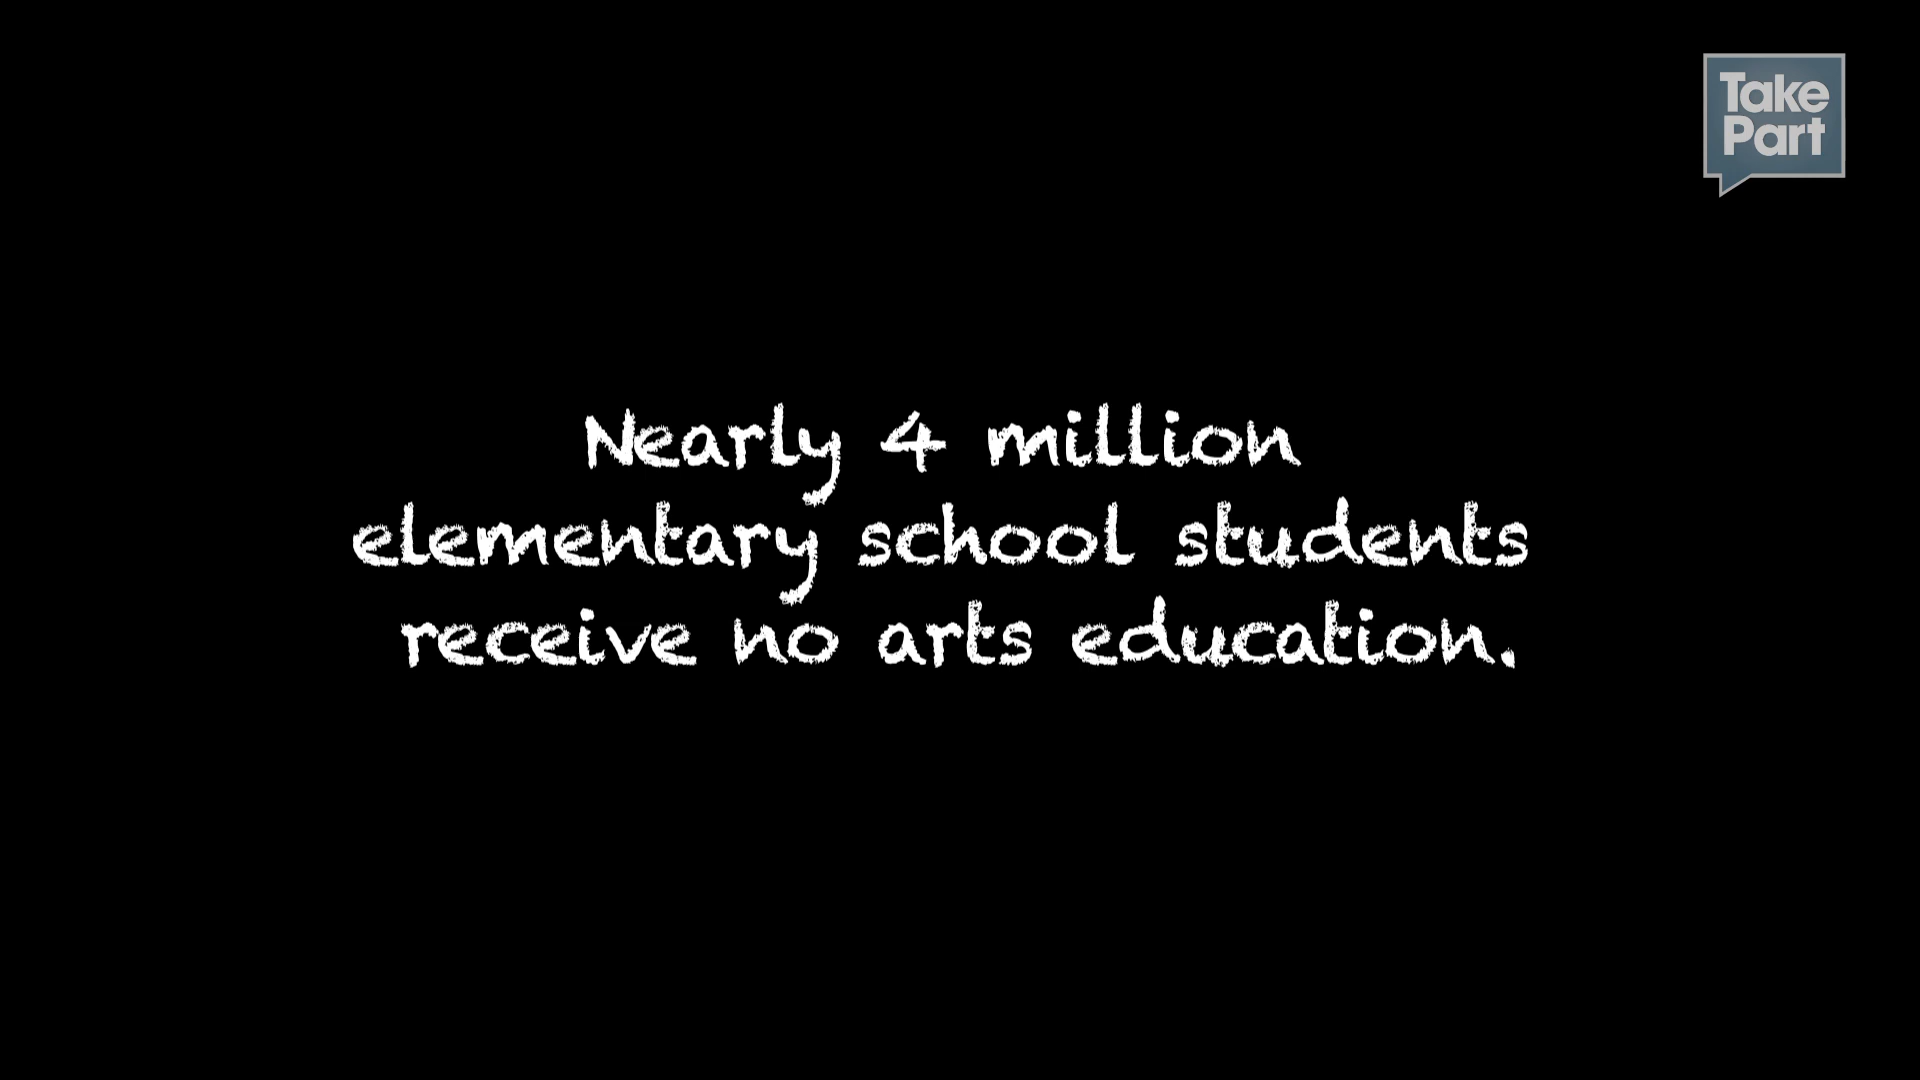 Take
Part
Nearly 4 million
elementary school students
receive no arts education.